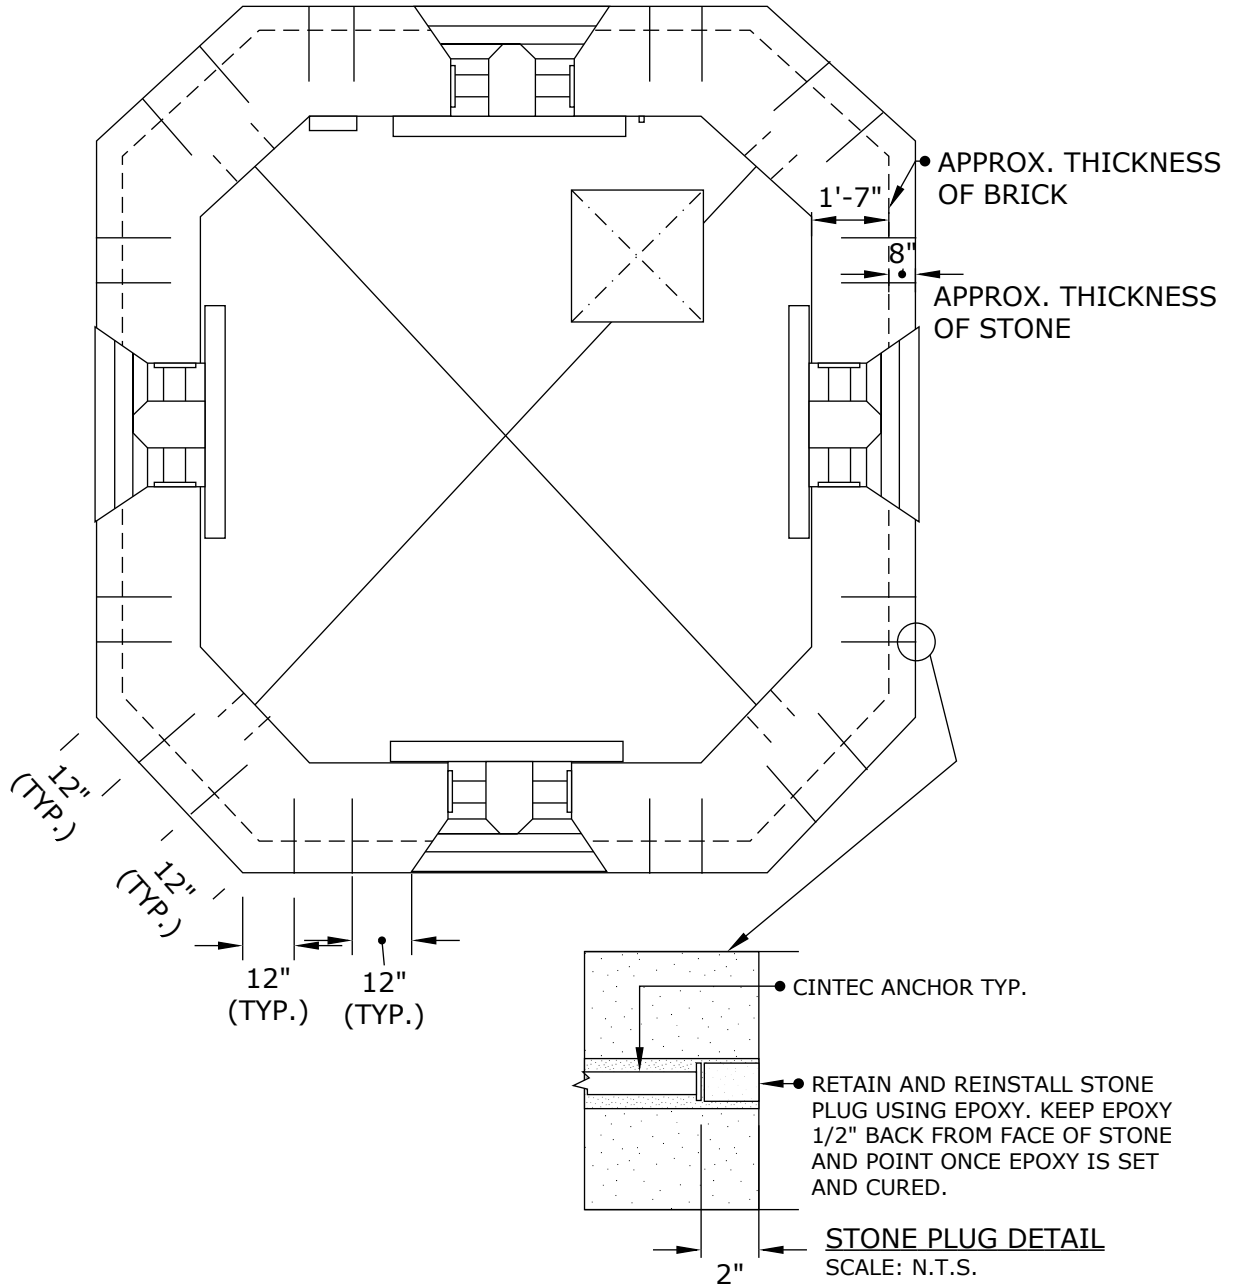 APPROX. THICKNESS
OF BRICK
1'-7"
8"
APPROX. THICKNESS
OF STONE
12"
(TYP.)
12"
(TYP.)
12"
(TYP.)
12"
(TYP.)
CINTEC ANCHOR TYP.
RETAIN AND REINSTALL STONE
PLUG USING EPOXY. KEEP EPOXY
1/2" BACK FROM FACE OF STONE
AND POINT ONCE EPOXY IS SET
AND CURED.
STONE PLUG DETAIL
SCALE: N.T.S.
2"